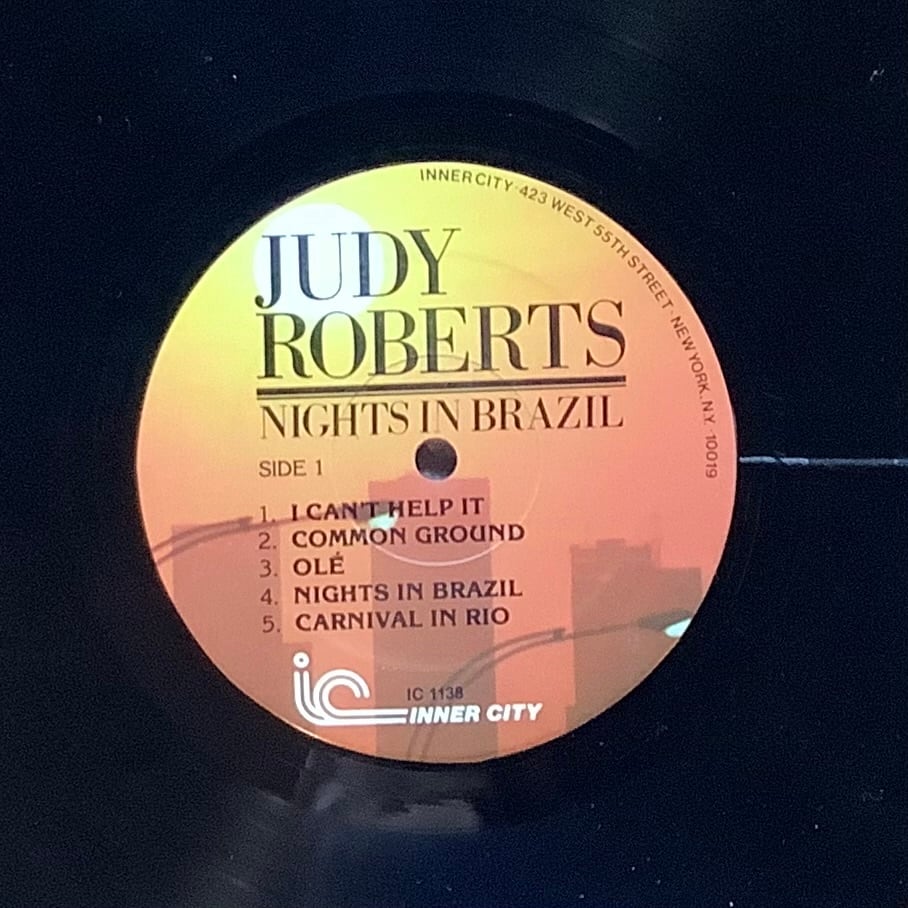 INNER CITY · 423 WEST 55TH STREET · NEW YORK, N.Y. 10019
JUDY
ROBERTS
NIGHTS IN BRAZIL
SIDE 1
1. I CAN'T HELP IT
2. COMMON GROUND
3. OLÉ
4. NIGHTS IN BRAZIL
5. CARNIVAL IN RIO
ic
IC 1138
INNER CITY